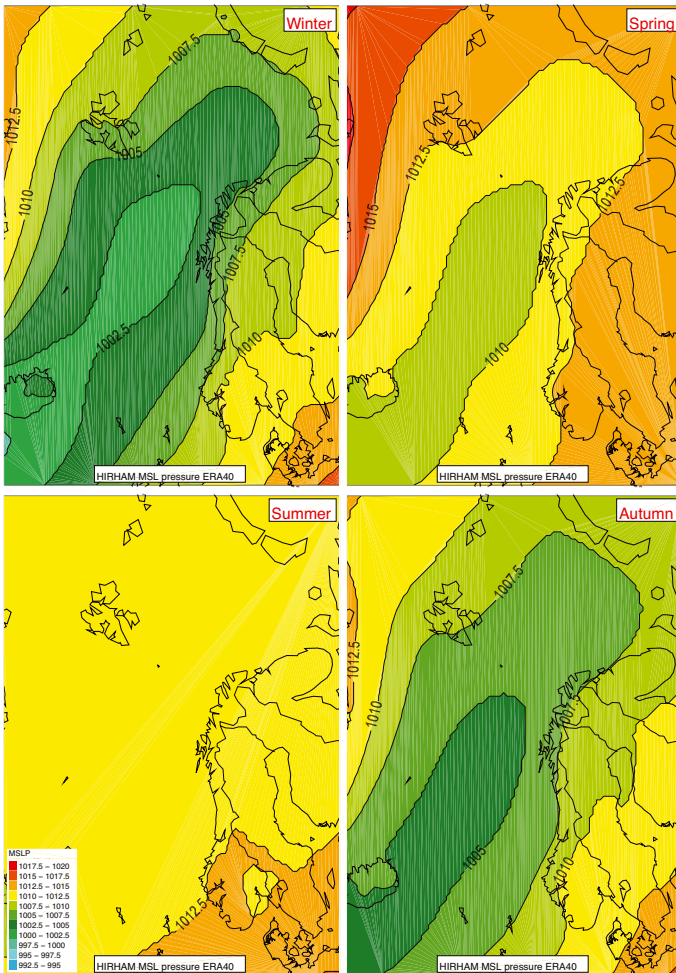 Winter
1007.5
1012.5
1005
1010
1005
1007.5
1002.5
1010
HIRHAM MSL pressure ERA40
Spring
1012.5
1012.5
1015
1010
HIRHAM MSL pressure ERA40
Summer
1012.5
MSLP
1017.5 – 1020
1015 – 1017.5
1012.5 – 1015
1010 – 1012.5
1007.5 – 1010
1005 – 1007.5
1002.5 – 1005
1000 – 1002.5
997.5 – 1000
995 – 997.5
992.5 – 995
HIRHAM MSL pressure ERA40
Autumn
1007.5
1010
1012.5
1007.5
1005
1010
HIRHAM MSL pressure ERA40